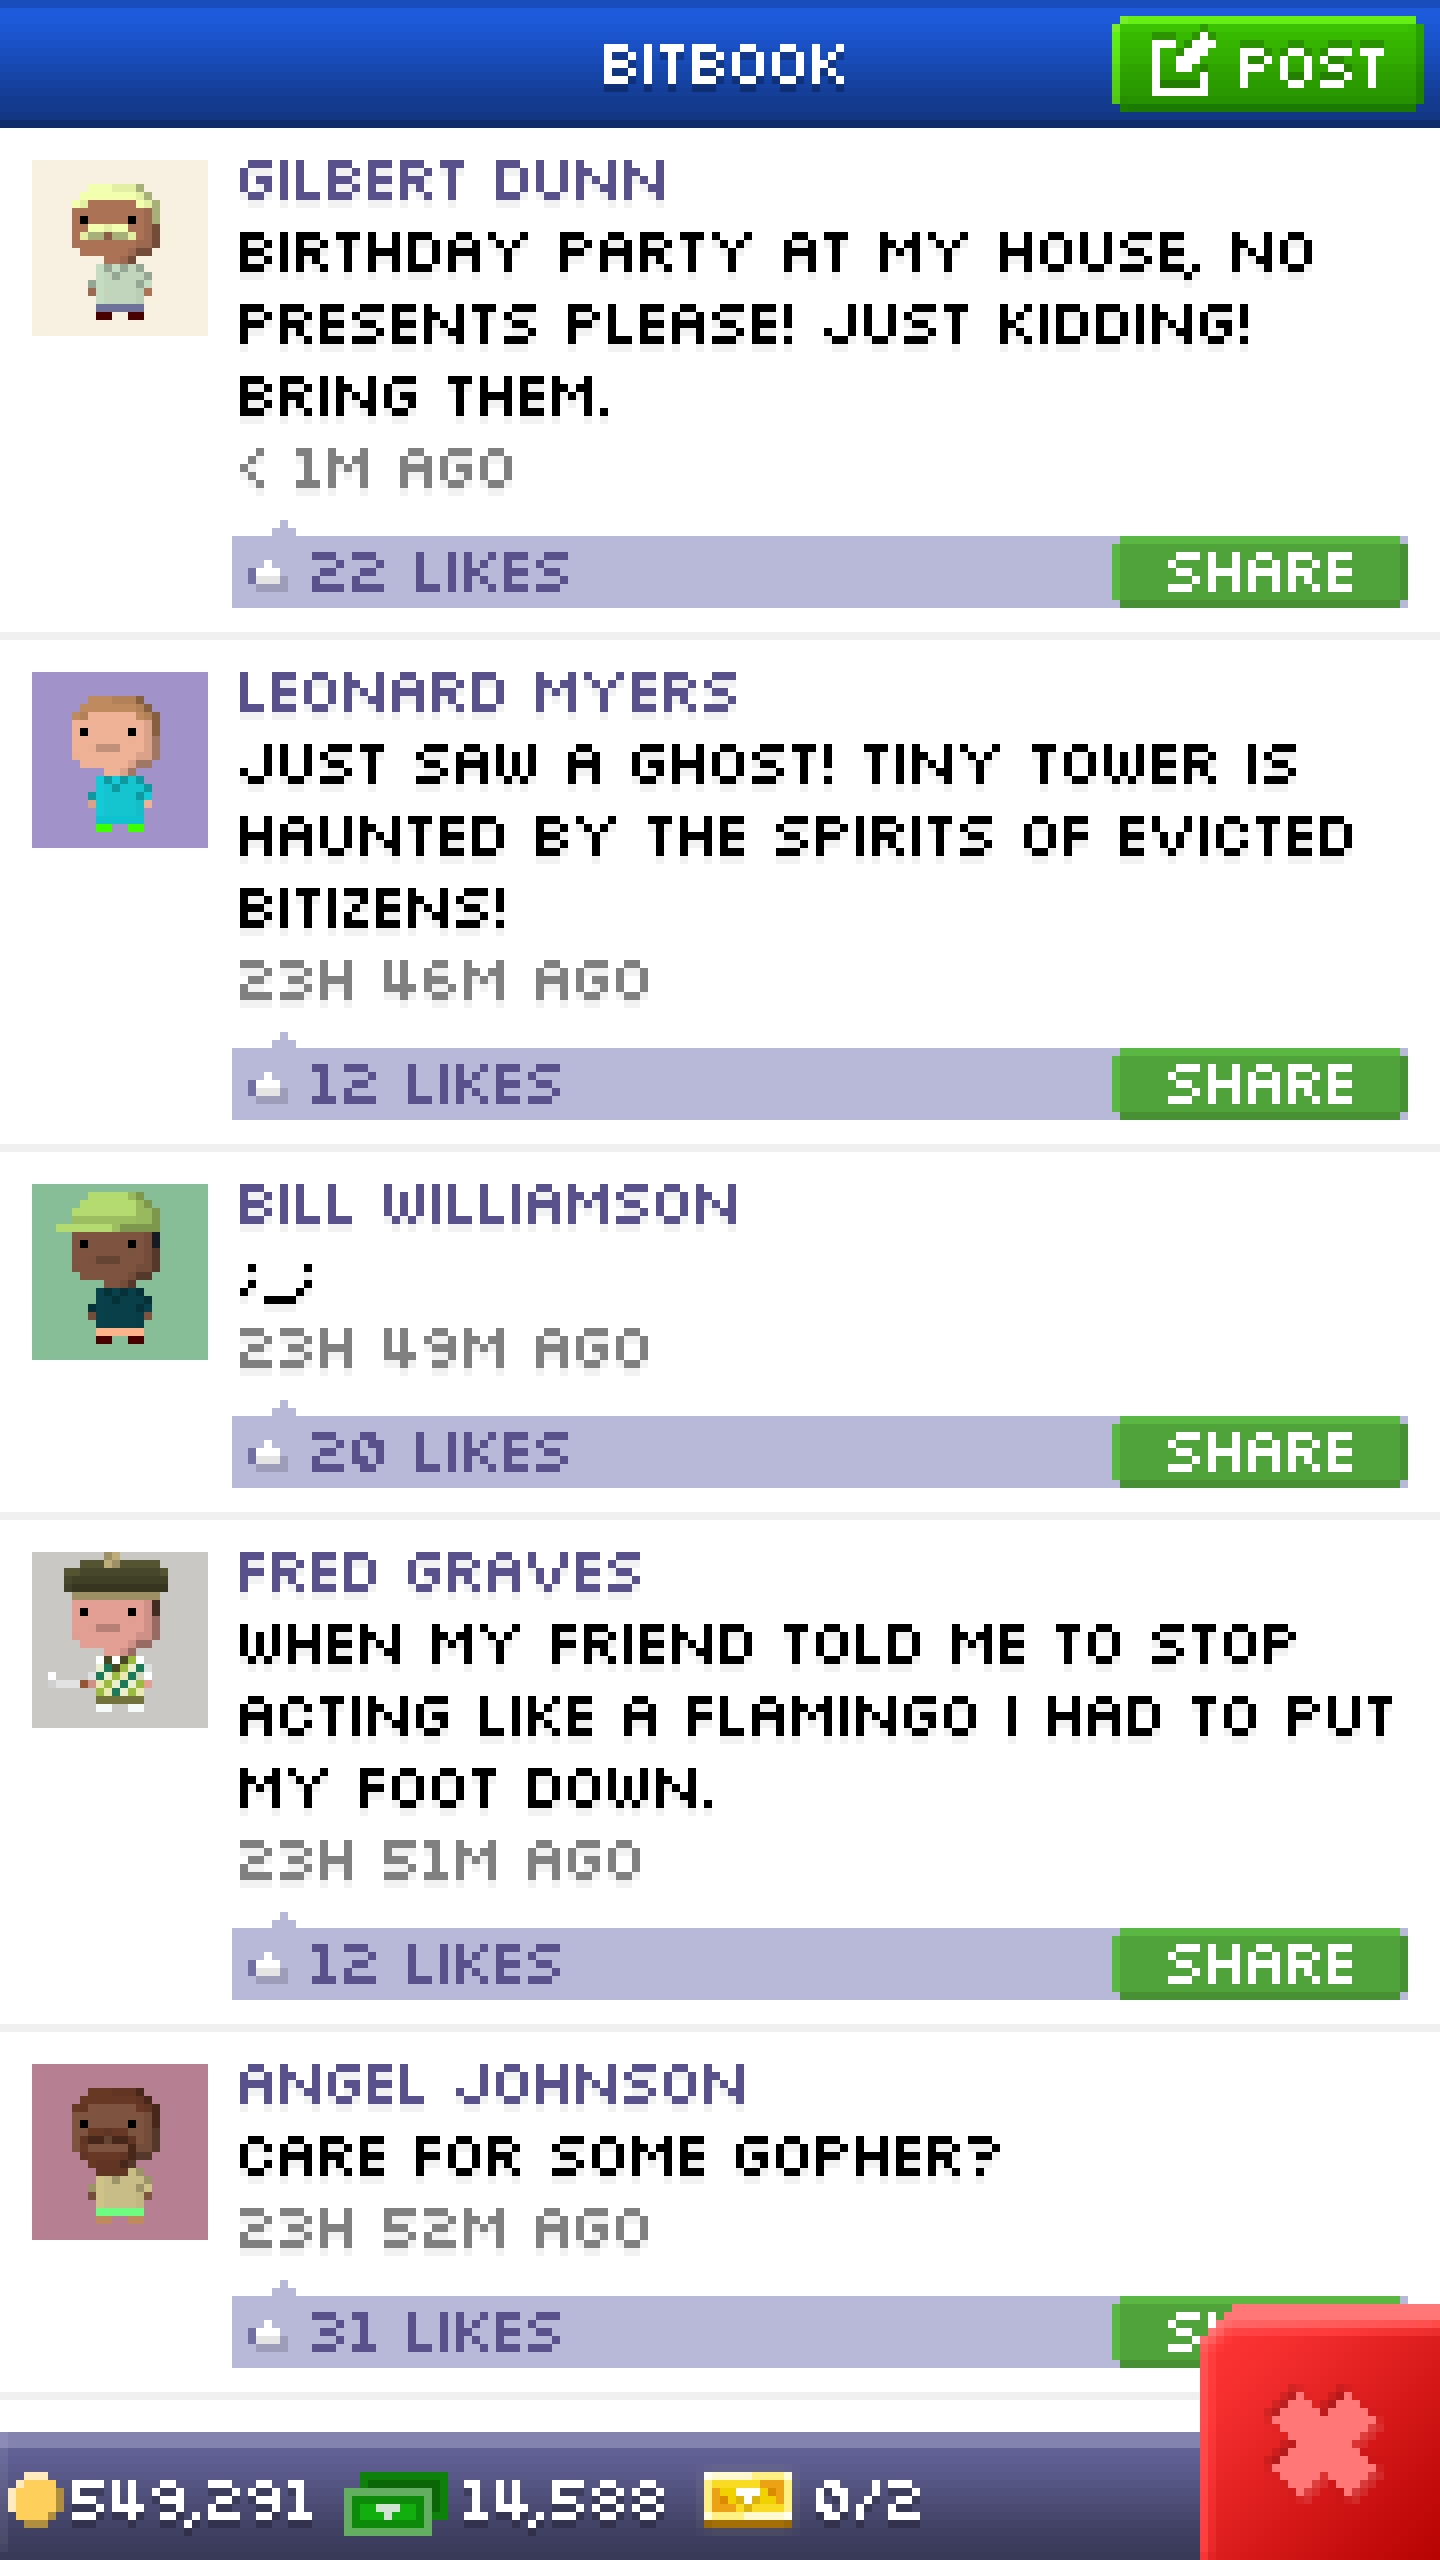 BITBOOK
POST
GILBERT DUNN
BIRTHDAY PARTY AT MY HOUSE, NO
PRESENTS PLEASE! JUST KIDDING!
BRING THEM.
< 1M AGO
22 LIKES
SHARE
LEONARD MYERS
JUST SAW A GHOST! TINY TOWER IS
HAUNTED BY THE SPIRITS OF EVICTED
BITIZENS!
23H 46M AGO
12 LIKES
SHARE
BILL WILLIAMSON
;_;
23H 49M AGO
20 LIKES
SHARE
FRED GRAVES
WHEN MY FRIEND TOLD ME TO STOP
ACTING LIKE A FLAMINGO I HAD TO PUT
MY FOOT DOWN.
23H 51M AGO
12 LIKES
SHARE
ANGEL JOHNSON
CARE FOR SOME GOPHER?
23H 52M AGO
31 LIKES
549,291
14,588
0/2